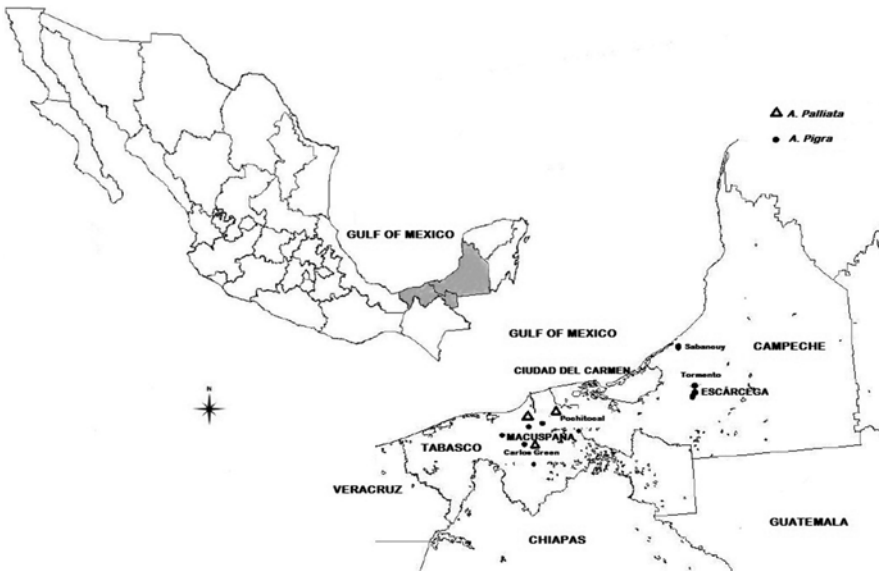 A. Palliata
A. Pigra
GULF OF MEXICO
GULF OF MEXICO
Sabancuy
CAMPECHE
CIUDAD DEL CARMEN
Tormento
ESCÁRCEGA
Pochitocal
MACUSPAÑA
TABASCO
Carlos Green
VERACRUZ
GUATEMALA
CHIAPAS
N